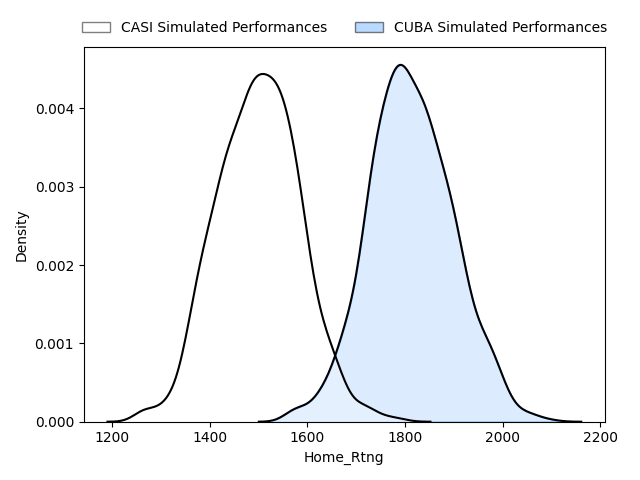 CASI Simulated Performances CUBA Simulated Performances
0.004
0.003
0.002
0.001
0.000
Density
1200 1400 1600 1800 2000 2200
Home_Rtng